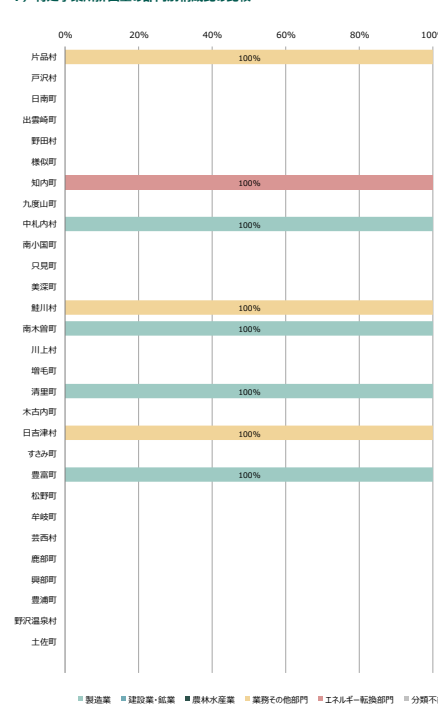 0% 20% 40% 60% 80% 100%
片品村 100%
戸沢村
日南町
出雲崎町
野田村
様似町
知内町 100%
九度山町
中札内村 100%
南小国町
只見町
美深町
鮭川村 100%
南木曽町 100%
川上村
増毛町
清里町 100%
木古内町
日吉津村 100%
すさみ町
豊富町 100%
松野町
牟岐町
芸西村
鹿部町
興部町
豊浦町
野沢温泉村
土佐町
製造業 建設業・鉱業 農林水産業 業務その他部門 エネルギー転換部門 分類不